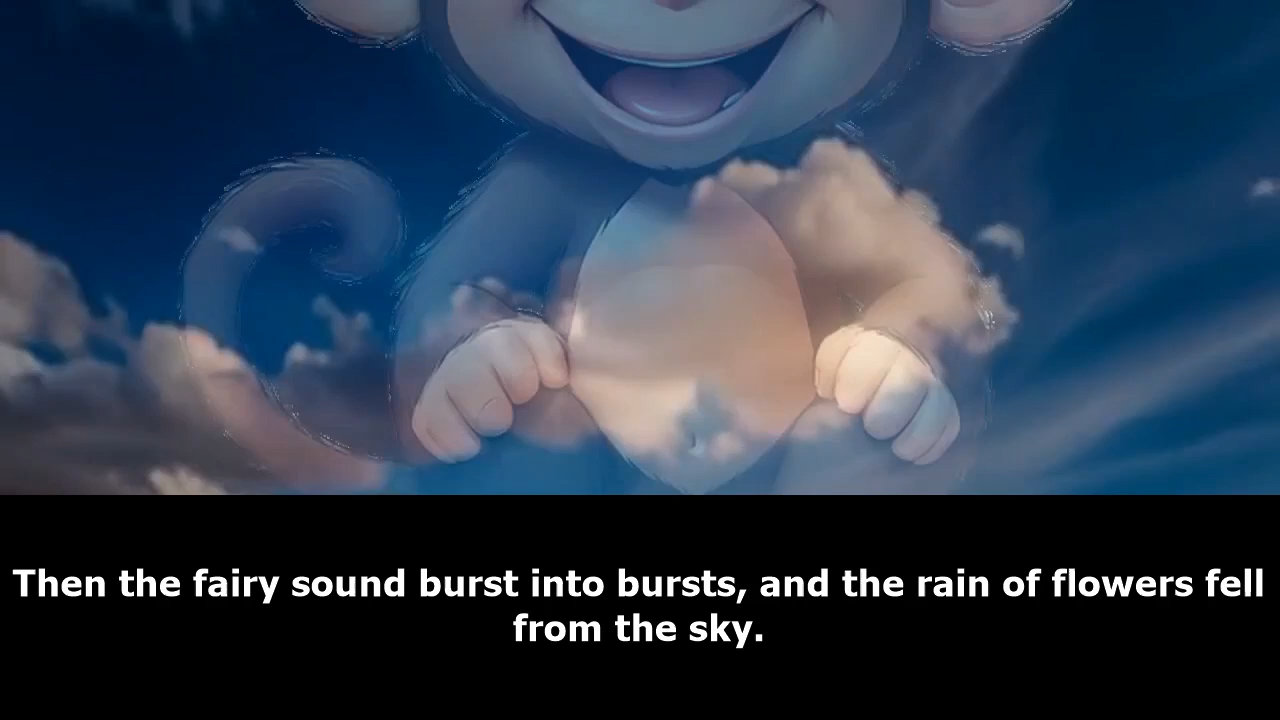 Then the fairy sound burst into bursts, and the rain of flowers fell
from the sky.